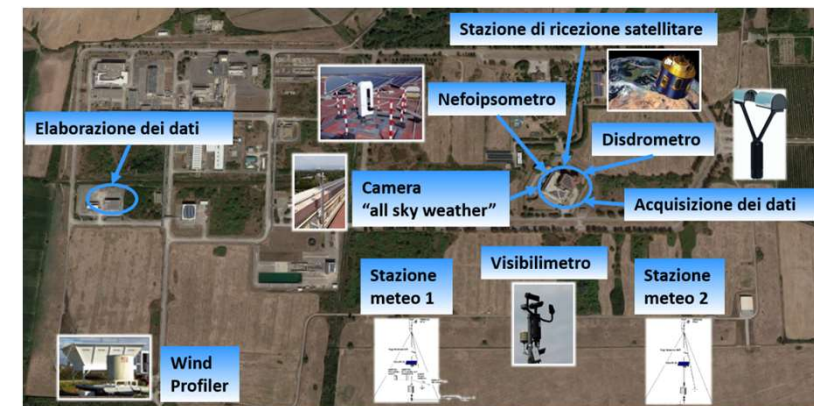 Stazione di ricezione satellitare
Nefoipsometro
Elaborazione dei dati
Disdrometro
Camera
“all sky weather”
Acquisizione dei dati
Stazione
meteo 1
Visibilimetro
Stazione
meteo 2
Wind
Profiler